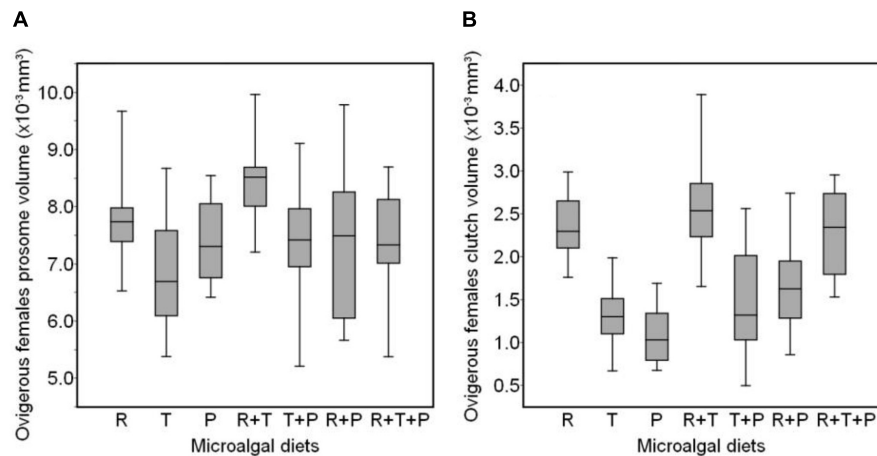 A
Ovigerous females prosome volume (x10⁻³mm³)
10.0
9.0
8.0
7.0
6.0
5.0
R T P R+T T+P R+P R+T+P
Microalgal diets
B
Ovigerous females clutch volume (x10⁻³mm³)
4.0
3.5
3.0
2.5
2.0
1.5
1.0
0.5
R T P R+T T+P R+P R+T+P
Microalgal diets